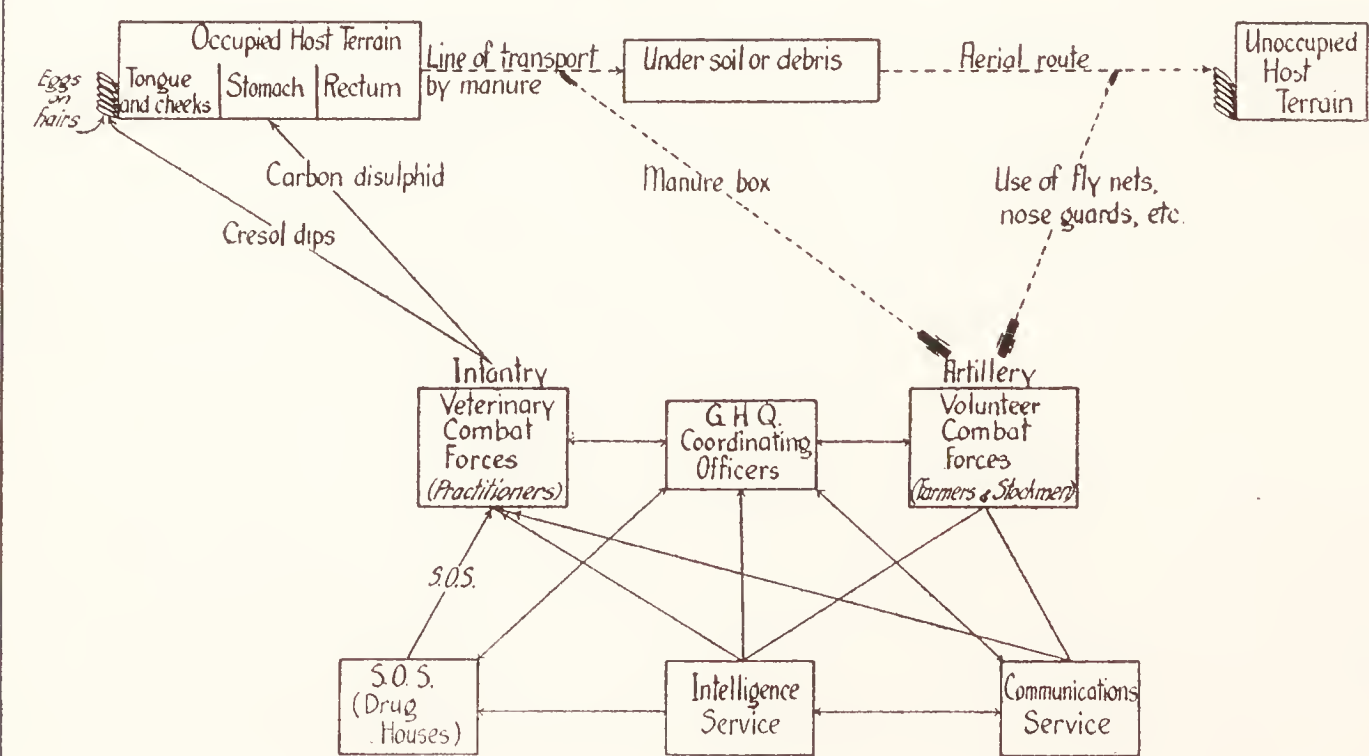 Occupied Host Terrain
Eggs
on
hairs
Tongue
and cheeks
Stomach
Rectum
Line of transport
by manure
Under soil or debris
Aerial route
Unoccupied
Host
Terrain
Carbon disulphid
Cresol dips
Manure box
Use of fly nets,
nose guards, etc.
Infantry
Veterinary
Combat
Forces
(Practitioners)
G.H.Q.
Coordinating
Officers
Artillery
Volunteer
Combat
Forces
(Farmers & Stockmen)
S.O.S.
S.O.S.
(Drug
Houses)
Intelligence
Service
Communications
Service